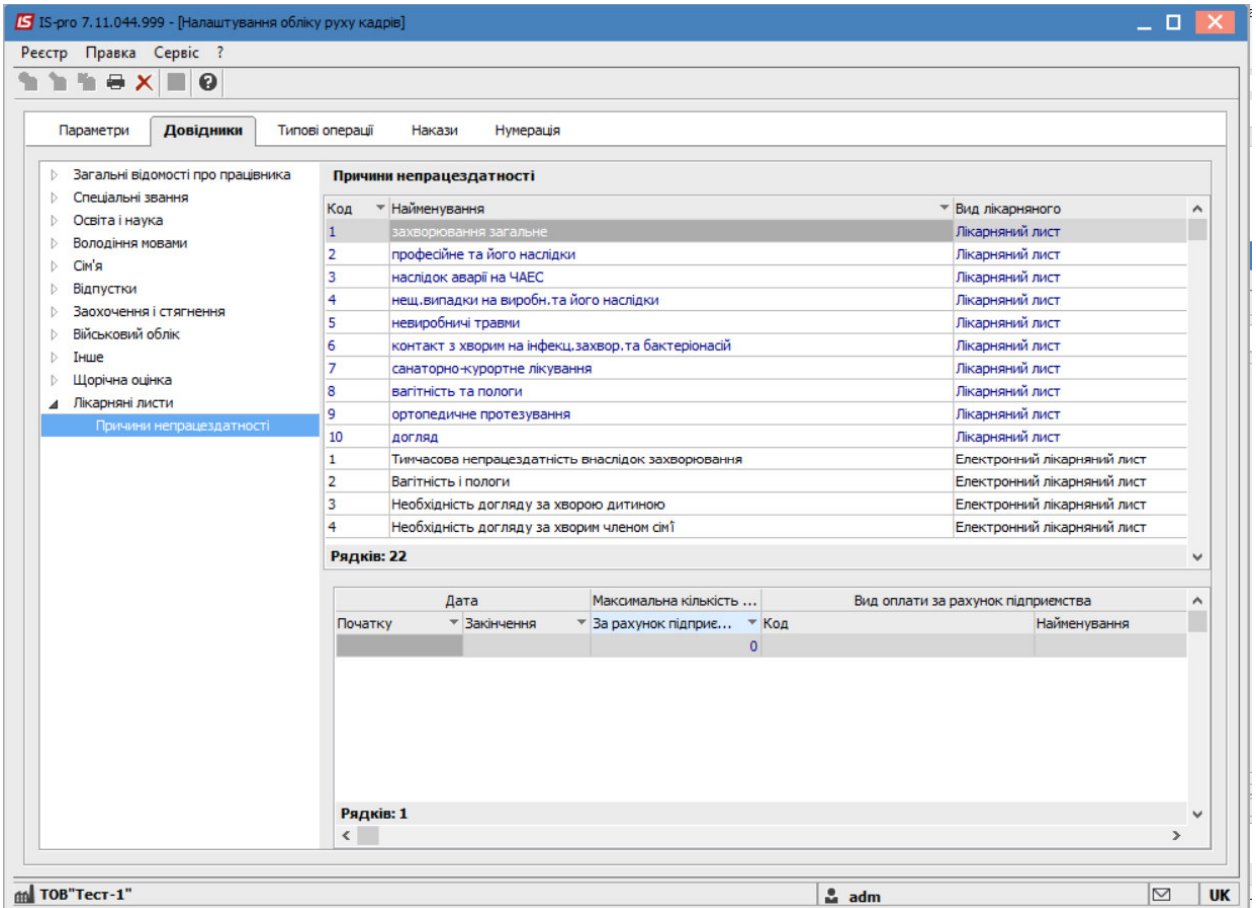 IS-pro 7.11.044.999 - [Налаштування обліку руху кадрів]
Реєстр Правка Сервіс ?
Параметри Довідники Типові операції Накази Нумерація
Загальні відомості про працівника
Спеціальні звання
Освіта і наука
Володіння мовами
Сім'я
Відпустки
Заохочення і стягнення
Військовий облік
Інше
Щорічна оцінка
Лікарняні листи
Причини непрацездатності
Причини непрацездатності
Код Найменування Вид лікарняного
1 захворювання загальне Лікарняний лист
2 професійне та його наслідки Лікарняний лист
3 наслідок аварії на ЧАЕС Лікарняний лист
4 нещ.випадки на виробн.та його наслідки Лікарняний лист
5 невиробничі травми Лікарняний лист
6 контакт з хворим на інфекц.захвор.та бактеріонасій Лікарняний лист
7 санаторно-курортне лікування Лікарняний лист
8 вагітність та пологи Лікарняний лист
9 ортопедичне протезування Лікарняний лист
10 догляд Лікарняний лист
1 Тимчасова непрацездатність внаслідок захворювання Електронний лікарняний лист
2 Вагітність і пологи Електронний лікарняний лист
3 Необхідність догляду за хворою дитиною Електронний лікарняний лист
4 Необхідність догляду за хворим членом сім'ї Електронний лікарняний лист
Рядків: 22
Дата Максимальна кількість ... Вид оплати за рахунок підприємства
Початку Закінчення За рахунок підприє... Код Найменування
0
Рядків: 1
ТОВ"Тест-1" adm UK